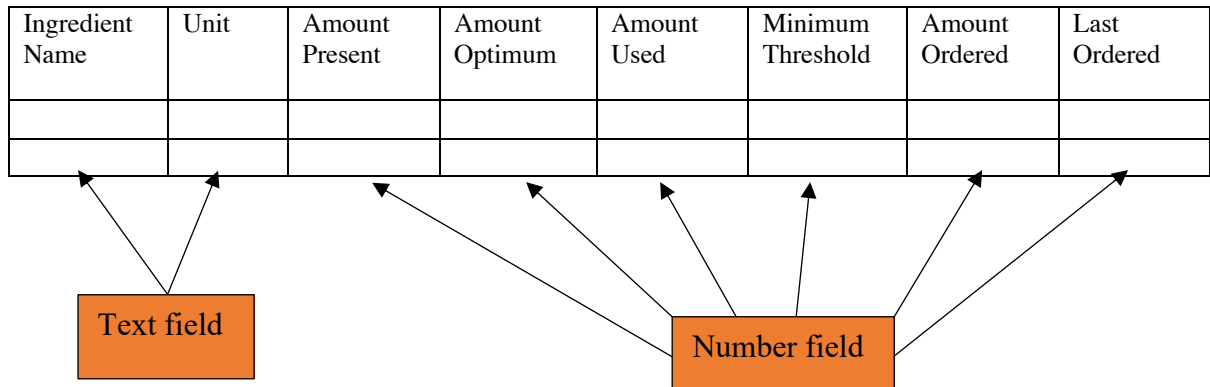 Ingredient Unit Amount Amount Amount Minimum Amount Last
Name Present Optimum Used Threshold Ordered Ordered
Text field
Number field